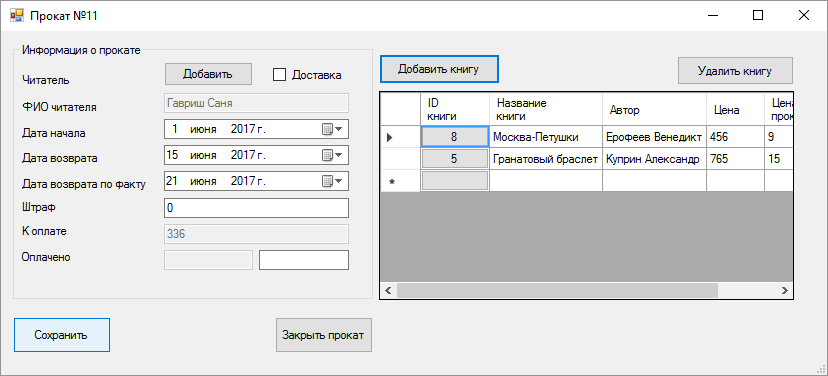 Прокат №11
Информация о прокате
Читатель
Добавить
Доставка
ФИО читателя
Гавриш Саня
Дата начала
1 июня 2017 г.
Дата возврата
15 июня 2017 г.
Дата возврата по факту
21 июня 2017 г.
Штраф
0
К оплате
336
Оплачено
Сохранить
Закрыть прокат
Добавить книгу
Удалить книгу
ID
книги
Название
книги
Автор
Цена
Цена
прок
8 Москва-Петушки Ерофеев Венедикт 456 9
5 Гранатовый браслет Куприн Александр 765 15